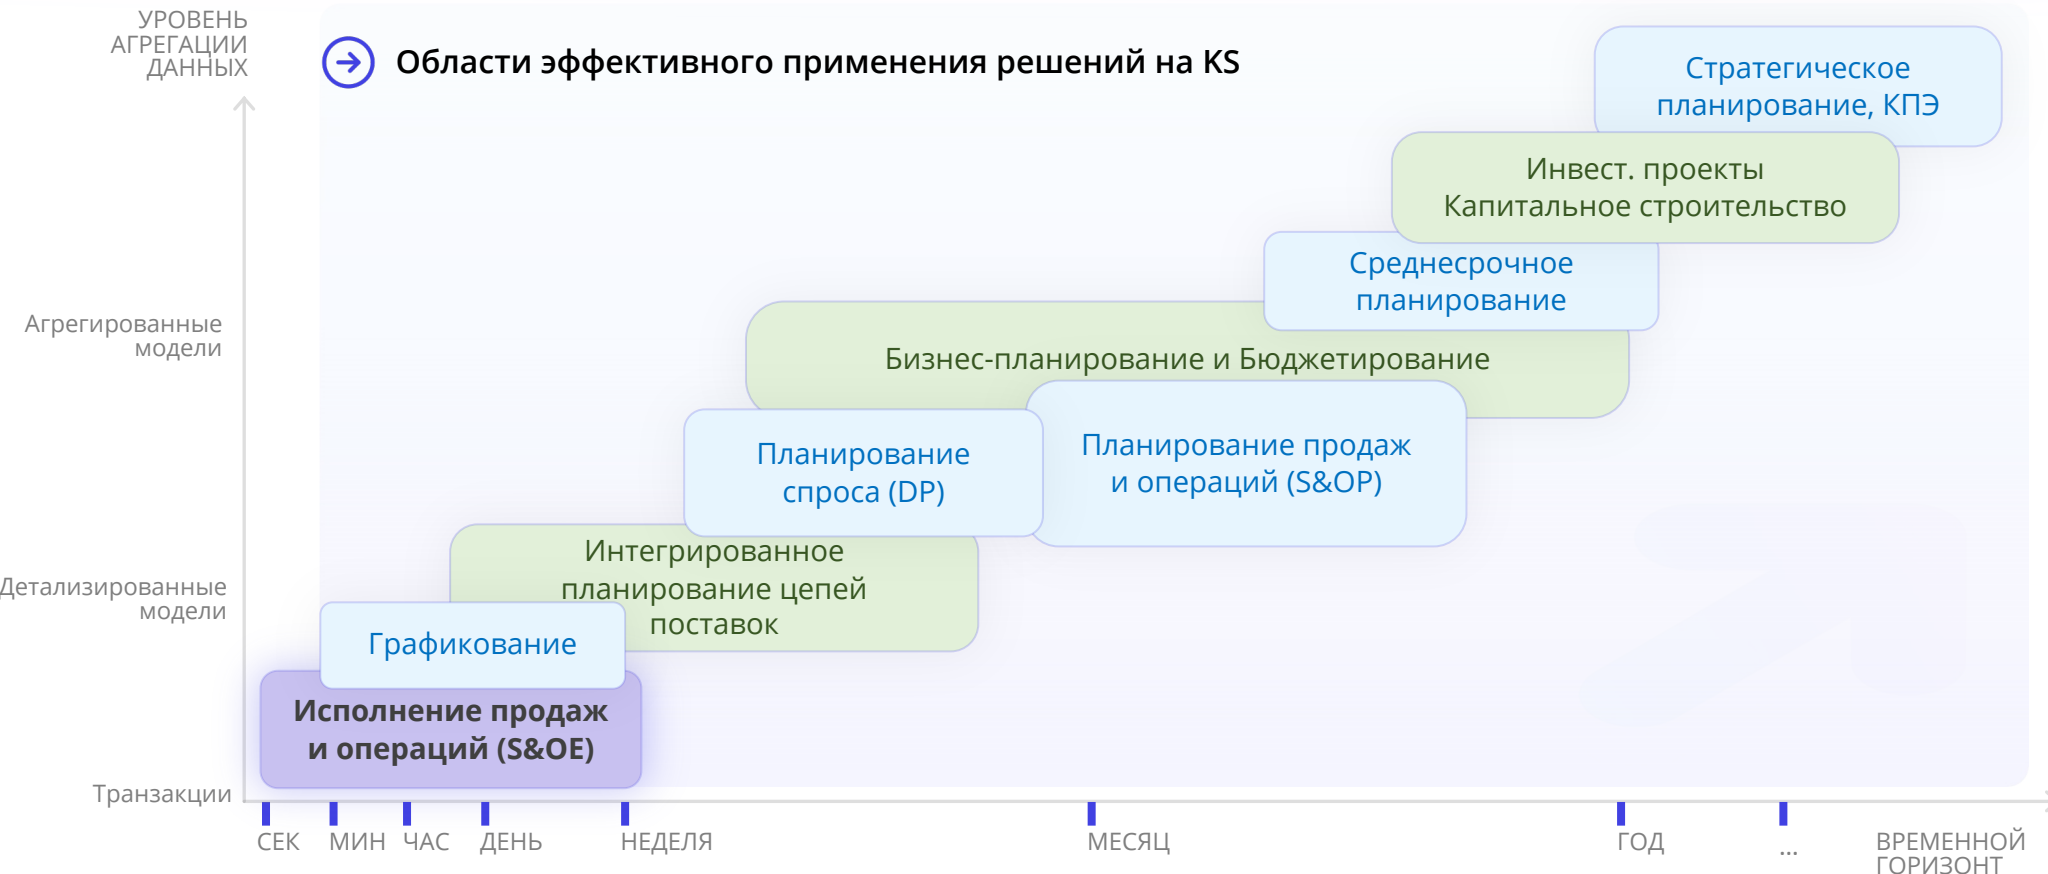 УРОВЕНЬ
АГРЕГАЦИИ
ДАННЫХ
Области эффективного применения решений на KS
Стратегическое
планирование, КПЭ
Инвест. проекты
Капитальное строительство
Среднесрочное
планирование
Агрегированные
модели
Бизнес-планирование и Бюджетирование
Планирование
спроса (DP)
Планирование продаж
и операций (S&OP)
Интегрированное
планирование цепей
поставок
Детализированные
модели
Графикование
Исполнение продаж
и операций (S&OE)
Транзакции
СЕК
МИН
ЧАС
ДЕНЬ
НЕДЕЛЯ
МЕСЯЦ
ГОД
...
ВРЕМЕННОЙ
ГОРИЗОНТ